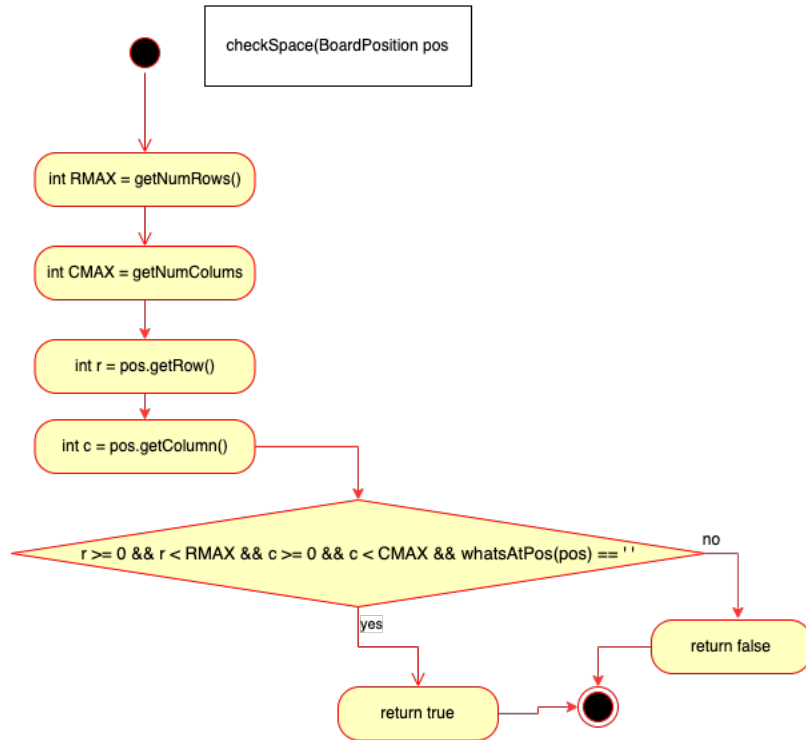 checkSpace(BoardPosition pos
int RMAX = getNumRows()
int CMAX = getNumColums
int r = pos.getRow()
int c = pos.getColumn()
r >= 0 && r < RMAX && c >= 0 && c < CMAX && whatsAtPos(pos) == ' '
no
yes
return false
return true